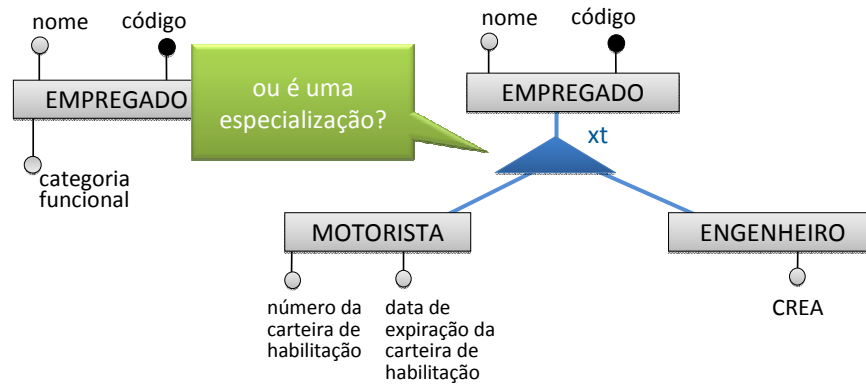 nome
código
EMPREGADO
categoria
funcional
ou é uma
especialização?
nome
código
EMPREGADO
xt
MOTORISTA
número da
carteira de
habilitação
data de
expiração da
carteira de
habilitação
ENGENHEIRO
CREA